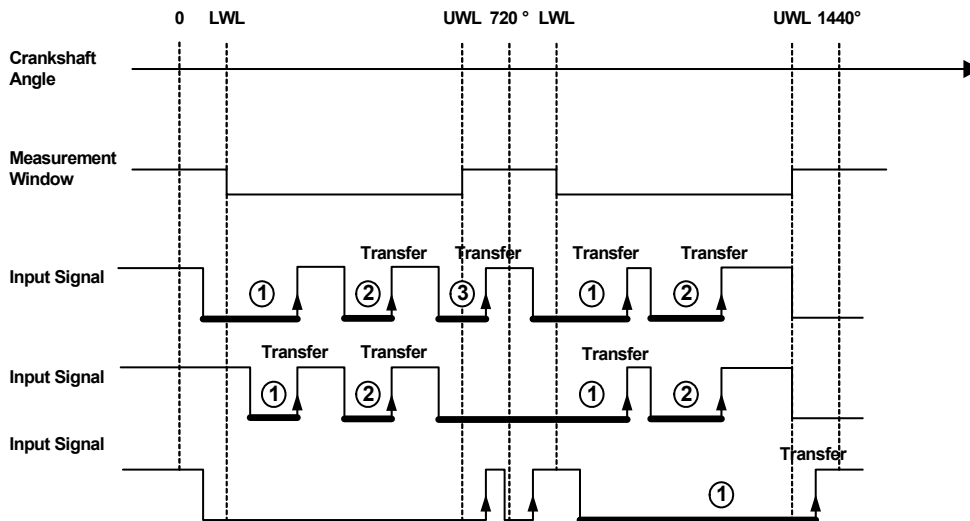 0 LWL UWL 720 ° LWL UWL 1440°
Crankshaft
Angle
Measurement
Window
Transfer Transfer Transfer Transfer
Input Signal
1 2 3 1 2
Transfer Transfer Transfer
Input Signal
1 2 1 2
Input Signal
Transfer
1